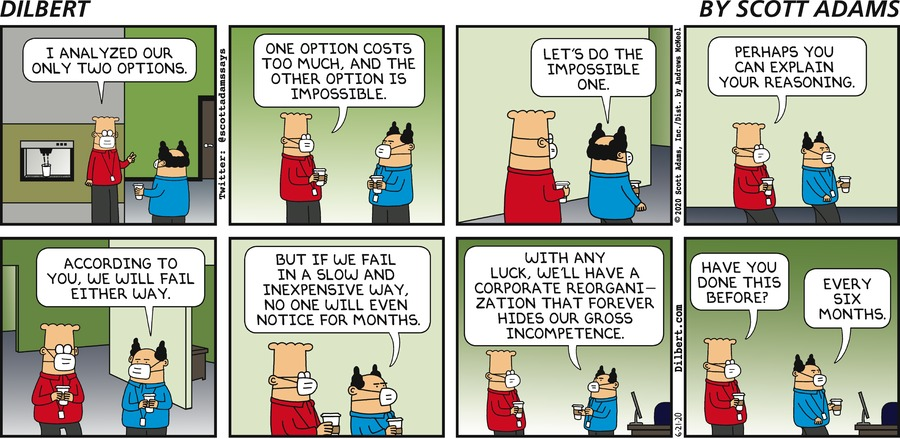 DILBERT
BY SCOTT ADAMS
I ANALYZED OUR
ONLY TWO OPTIONS.
Twitter: @scottadamssays
ONE OPTION COSTS
TOO MUCH, AND THE
OTHER OPTION IS
IMPOSSIBLE.
LET'S DO THE
IMPOSSIBLE
ONE.
© 2020 Scott Adams, Inc./Dist. by Andrews McMeel
PERHAPS YOU
CAN EXPLAIN
YOUR REASONING.
ACCORDING TO
YOU, WE WILL FAIL
EITHER WAY.
BUT IF WE FAIL
IN A SLOW AND
INEXPENSIVE WAY,
NO ONE WILL EVEN
NOTICE FOR MONTHS.
WITH ANY
LUCK, WE'LL HAVE A
CORPORATE REORGANI-
ZATION THAT FOREVER
HIDES OUR GROSS
INCOMPETENCE.
6-21-20 Dilbert.com
HAVE YOU
DONE THIS
BEFORE?
EVERY
SIX
MONTHS.